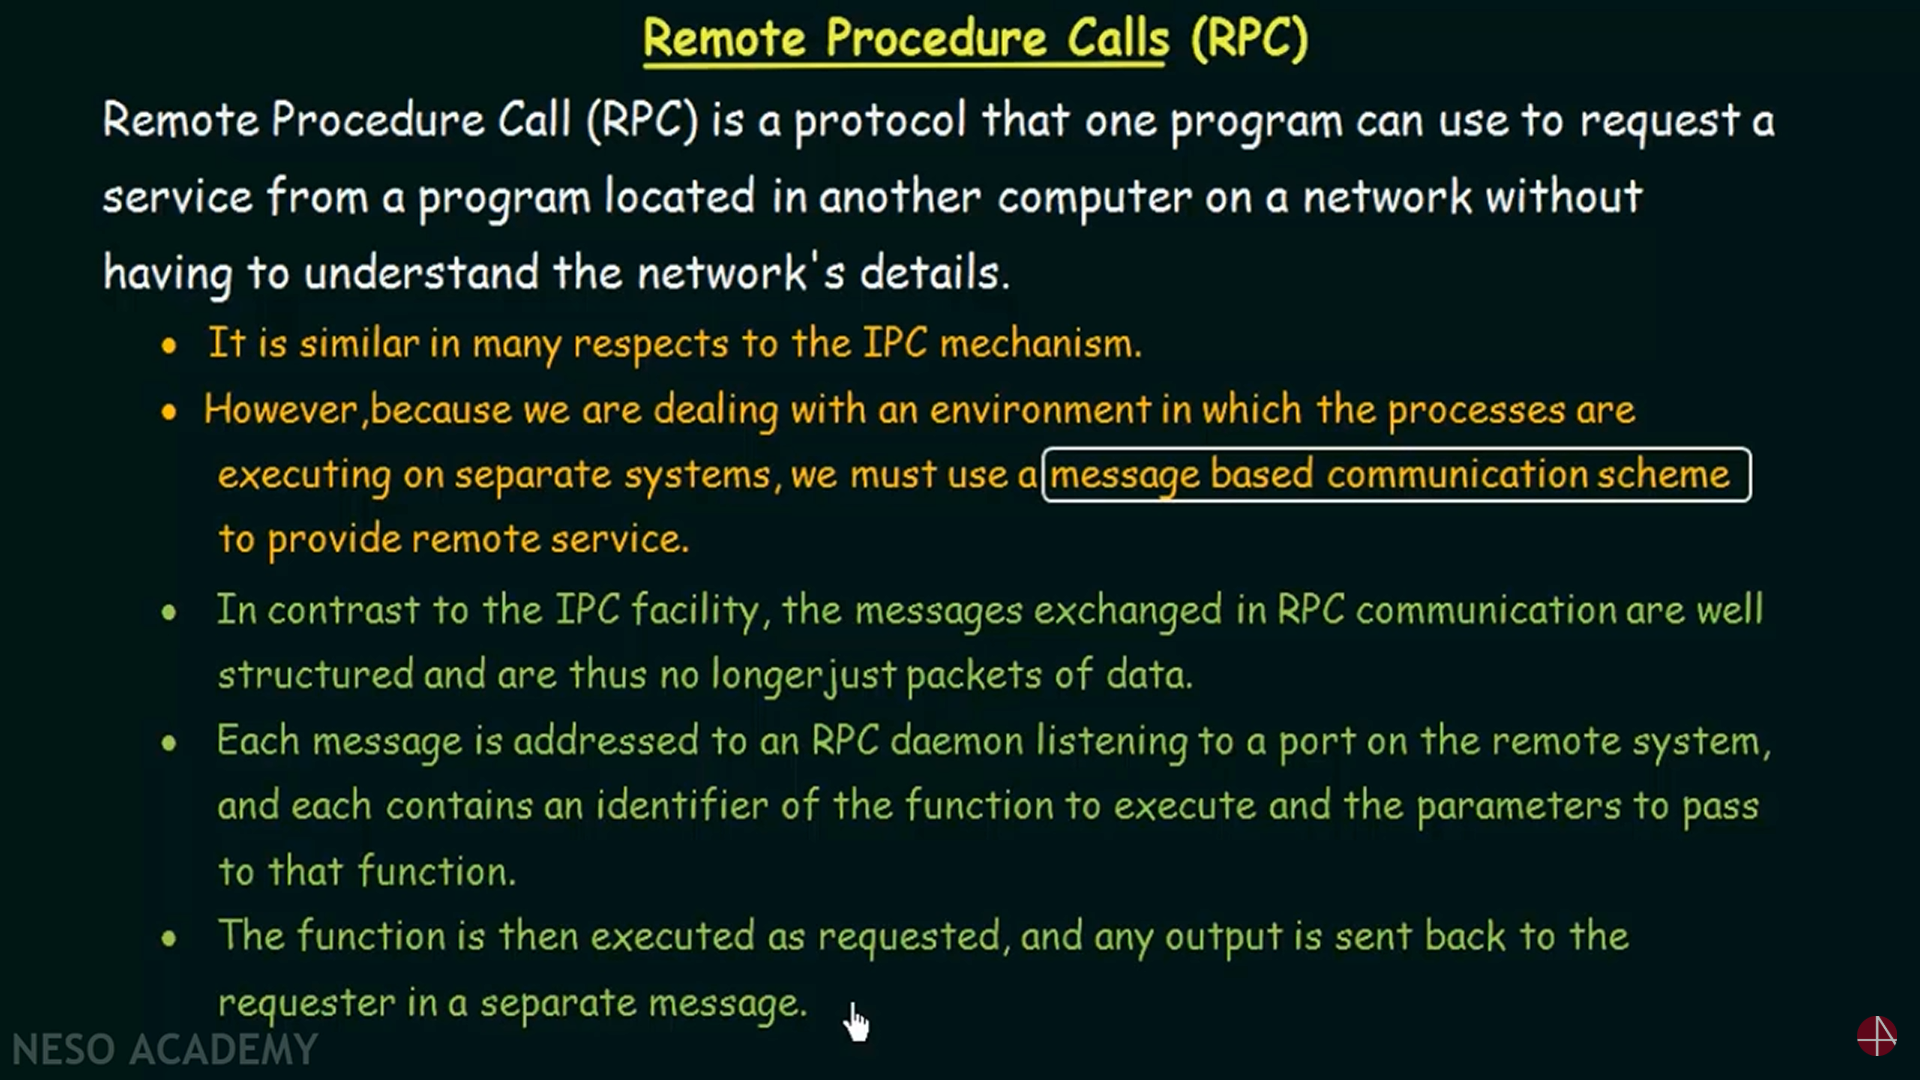 Remote Procedure Calls (RPC)
Remote Procedure Call (RPC) is a protocol that one program can use to request a
service from a program located in another computer on a network without
having to understand the network's details.
• It is similar in many respects to the IPC mechanism.
• However,because we are dealing with an environment in which the processes are
executing on separate systems, we must use a message based communication scheme
to provide remote service.
• In contrast to the IPC facility, the messages exchanged in RPC communication are well
structured and are thus no longer just packets of data.
• Each message is addressed to an RPC daemon listening to a port on the remote system,
and each contains an identifier of the function to execute and the parameters to pass
to that function.
• The function is then executed as requested, and any output is sent back to the
requester in a separate message.
NESO ACADEMY